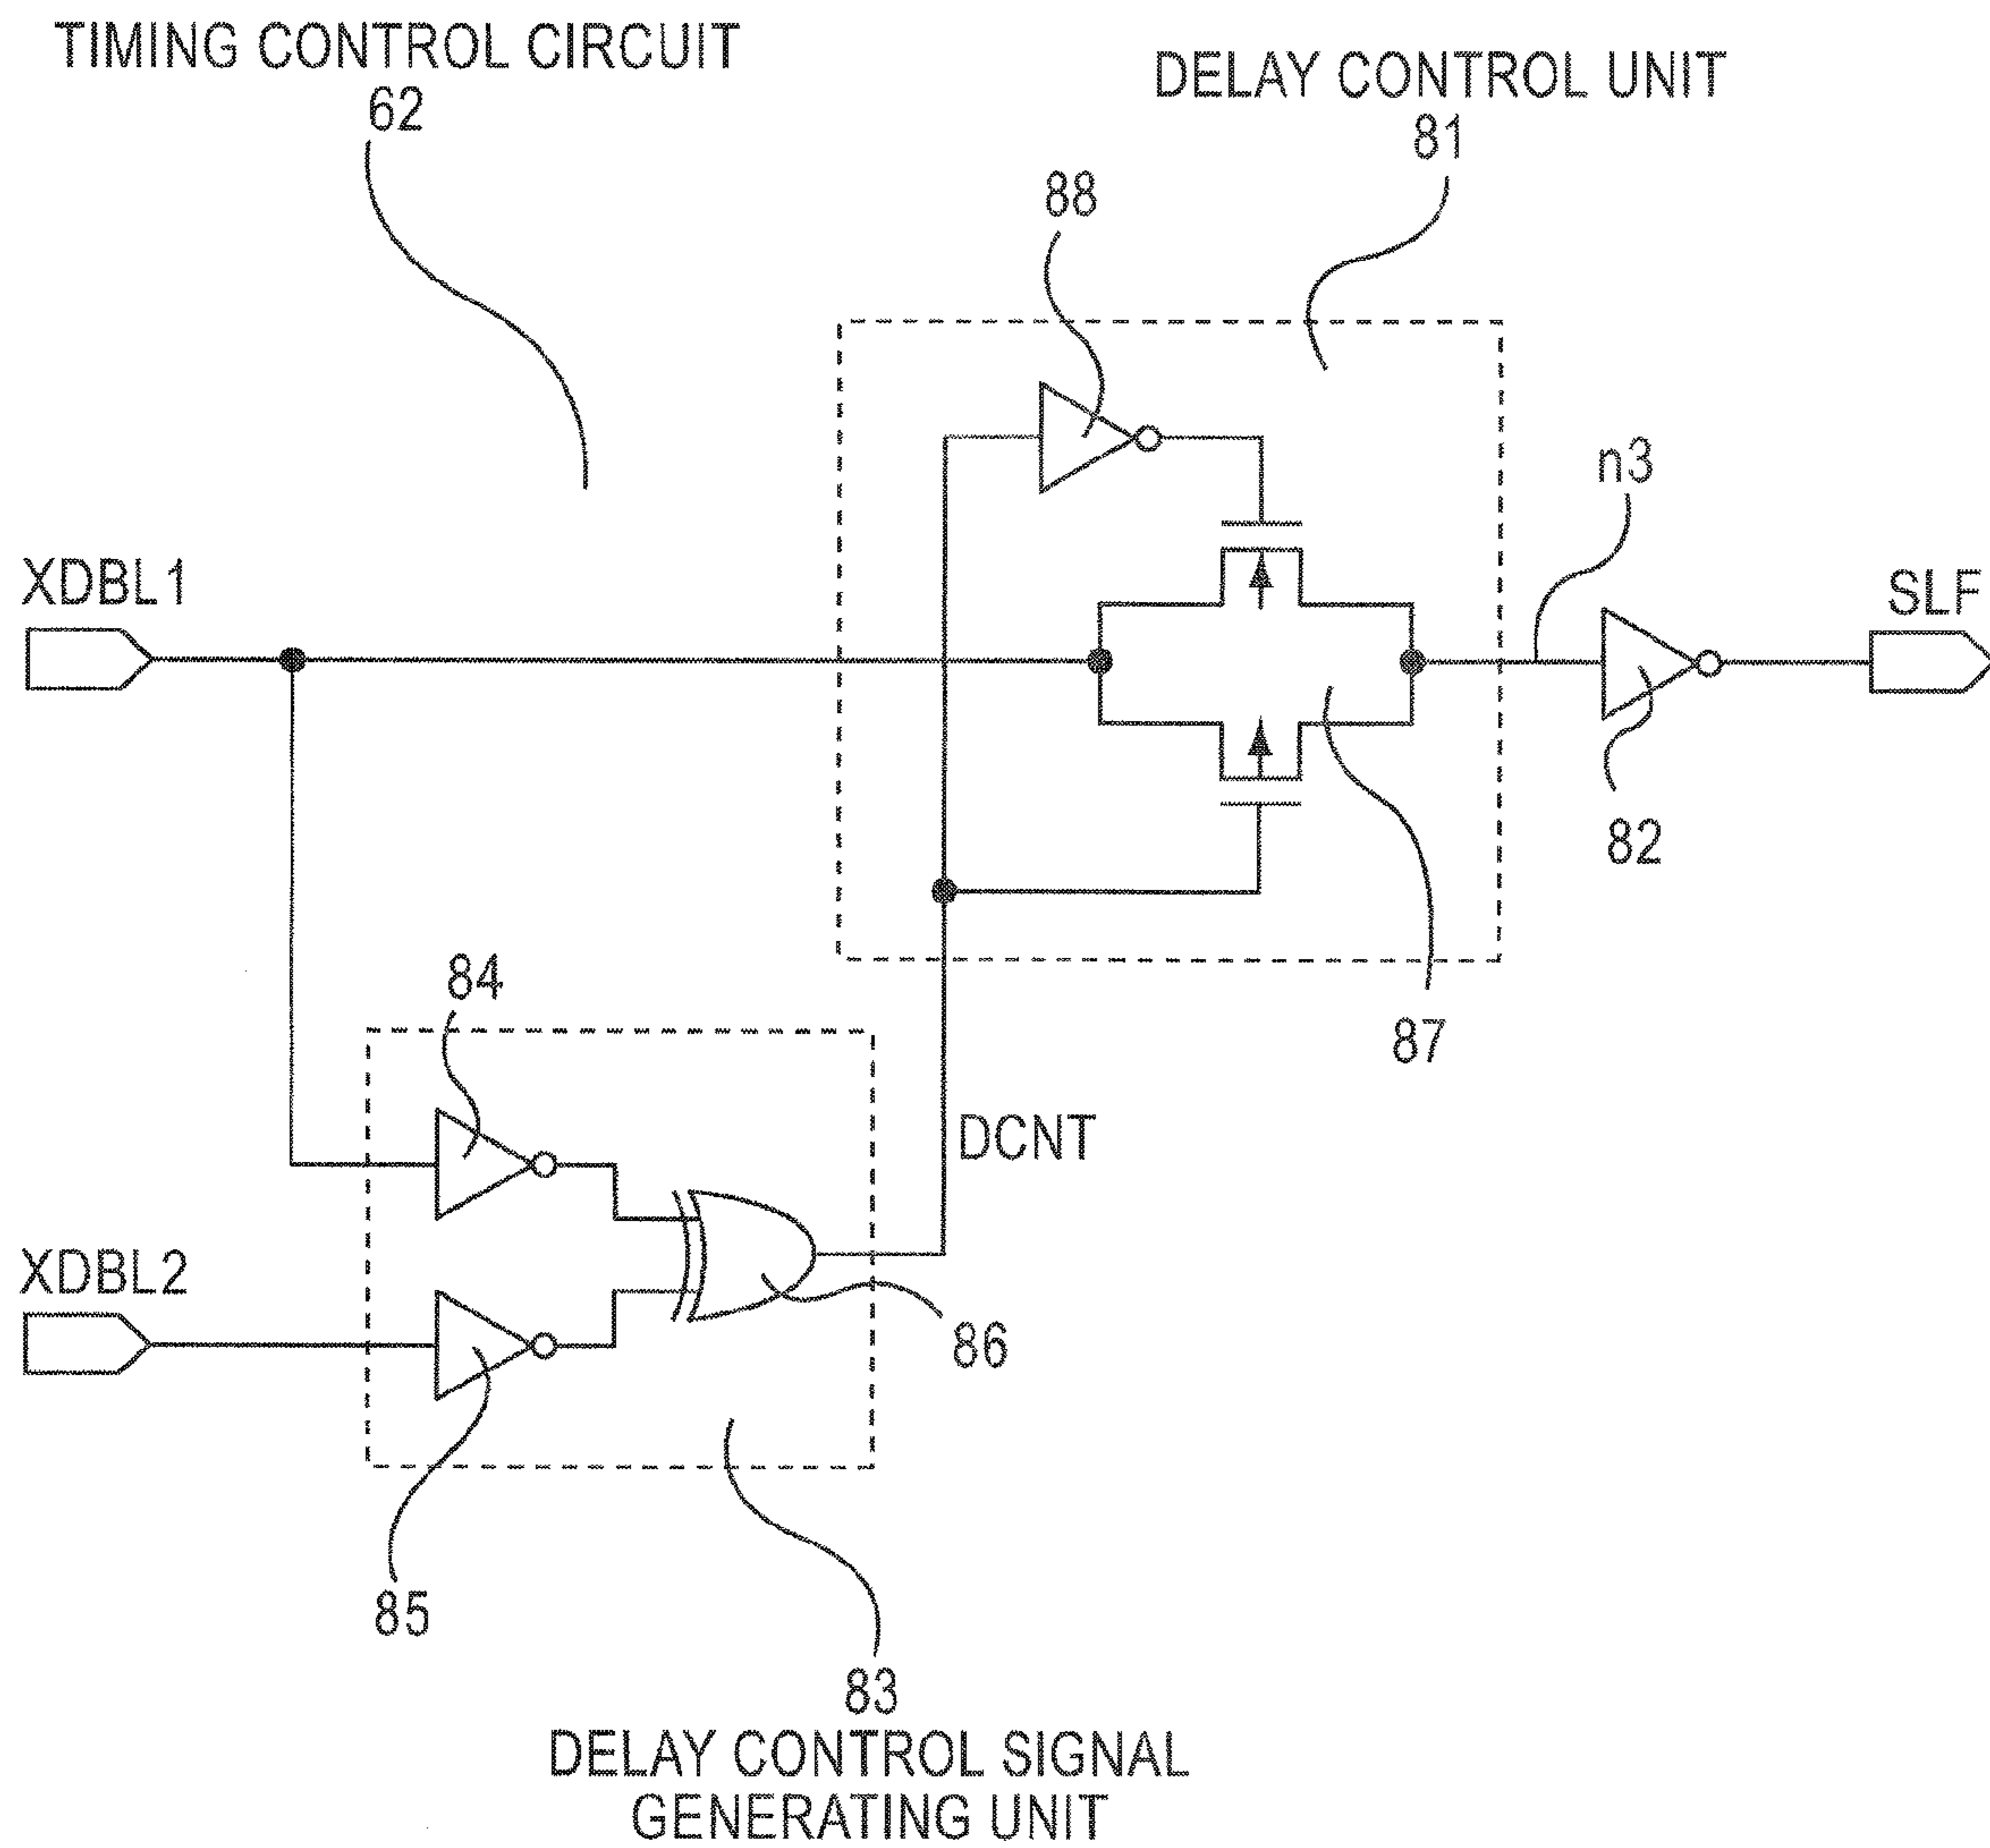 TIMING CONTROL CIRCUIT
62
DELAY CONTROL UNIT
81
88
n3
XDBL1
SLF
82
84
87
DCNT
XDBL2
86
85
83
DELAY CONTROL SIGNAL
GENERATING UNIT